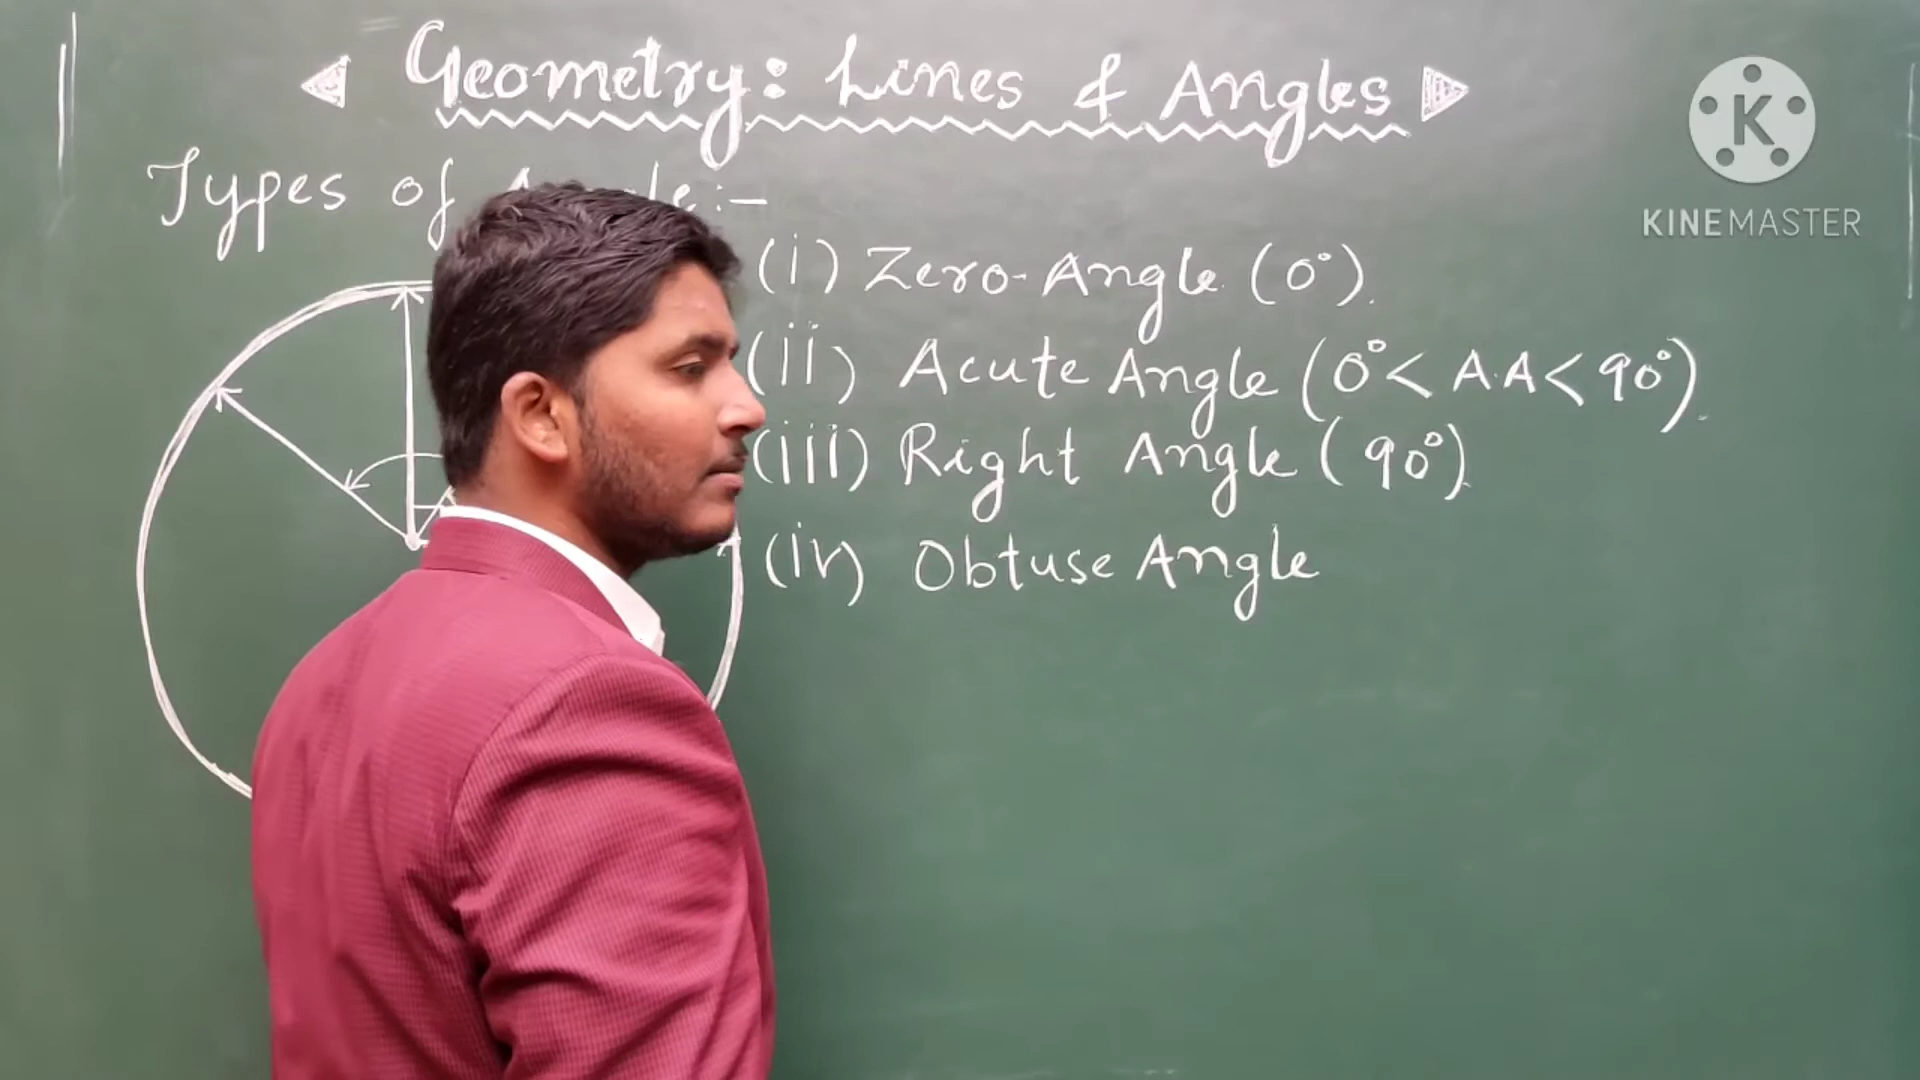 Geometry: Lines & Angles
Types of :-
(i) Zero-Angle (0°).
(ii) Acute Angle (0° < A.A < 90°).
(iii) Right Angle (90°).
(iv) Obtuse Angle
K
KINEMASTER